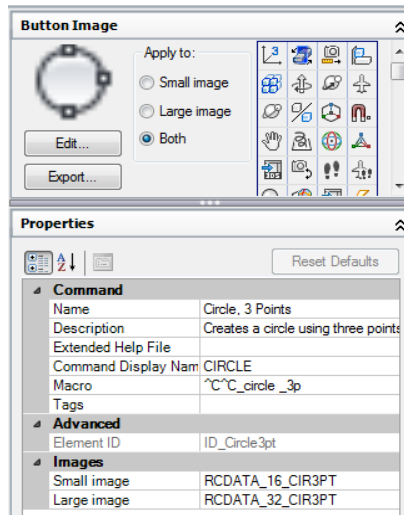 Button Image
Apply to:
Small image
Large image
Both
Edit...
Export...
Properties
Reset Defaults
Command
Name Circle, 3 Points
Description Creates a circle using three points
Extended Help File
Command Display Nam CIRCLE
Macro ^C^C_circle _3p
Tags
Advanced
Element ID ID_Circle3pt
Images
Small image RCDATA_16_CIR3PT
Large image RCDATA_32_CIR3PT